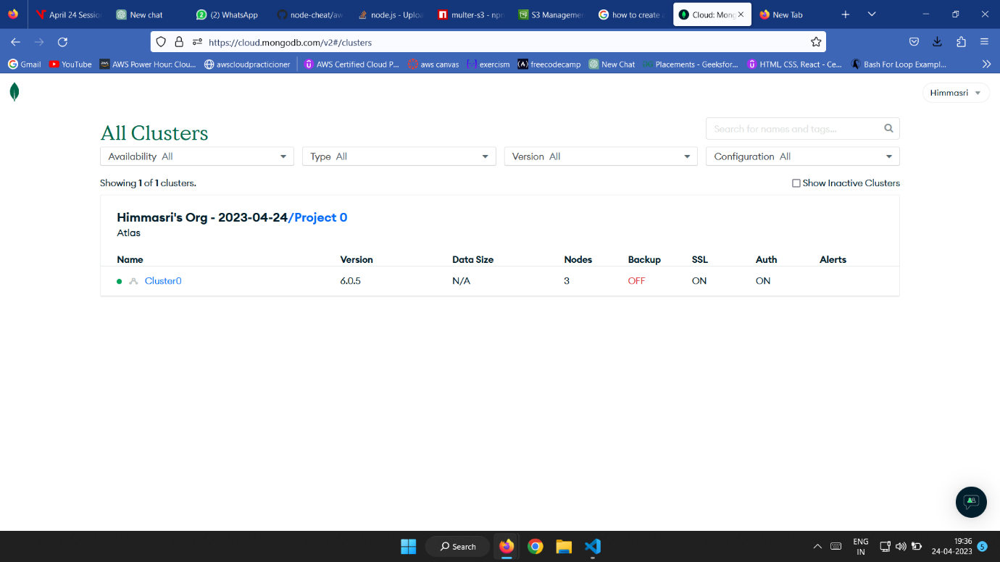 April 24 Session
New chat
(2) WhatsApp
node-cheat/aw
node.js - Uploa
multer-s3 - npm
S3 Managemen
how to create a
Cloud: Mong
New Tab
https://cloud.mongodb.com/v2#/clusters
Gmail
YouTube
AWS Power Hour: Clou...
awscloudpracticioner
AWS Certified Cloud P...
aws canvas
exercism
freecodecamp
New Chat
Placements - Geeksfor...
HTML, CSS, React - Ce...
Bash For Loop Exampl...
Himmasri
All Clusters
Search for names and tags...
Availability All
Type All
Version All
Configuration All
Showing 1 of 1 clusters.
Show Inactive Clusters
Himmasri's Org - 2023-04-24/Project 0
Atlas
Name Version Data Size Nodes Backup SSL Auth Alerts
Cluster0 6.0.5 N/A 3 OFF ON ON
Search
ENG
IN
19:36
24-04-2023
5